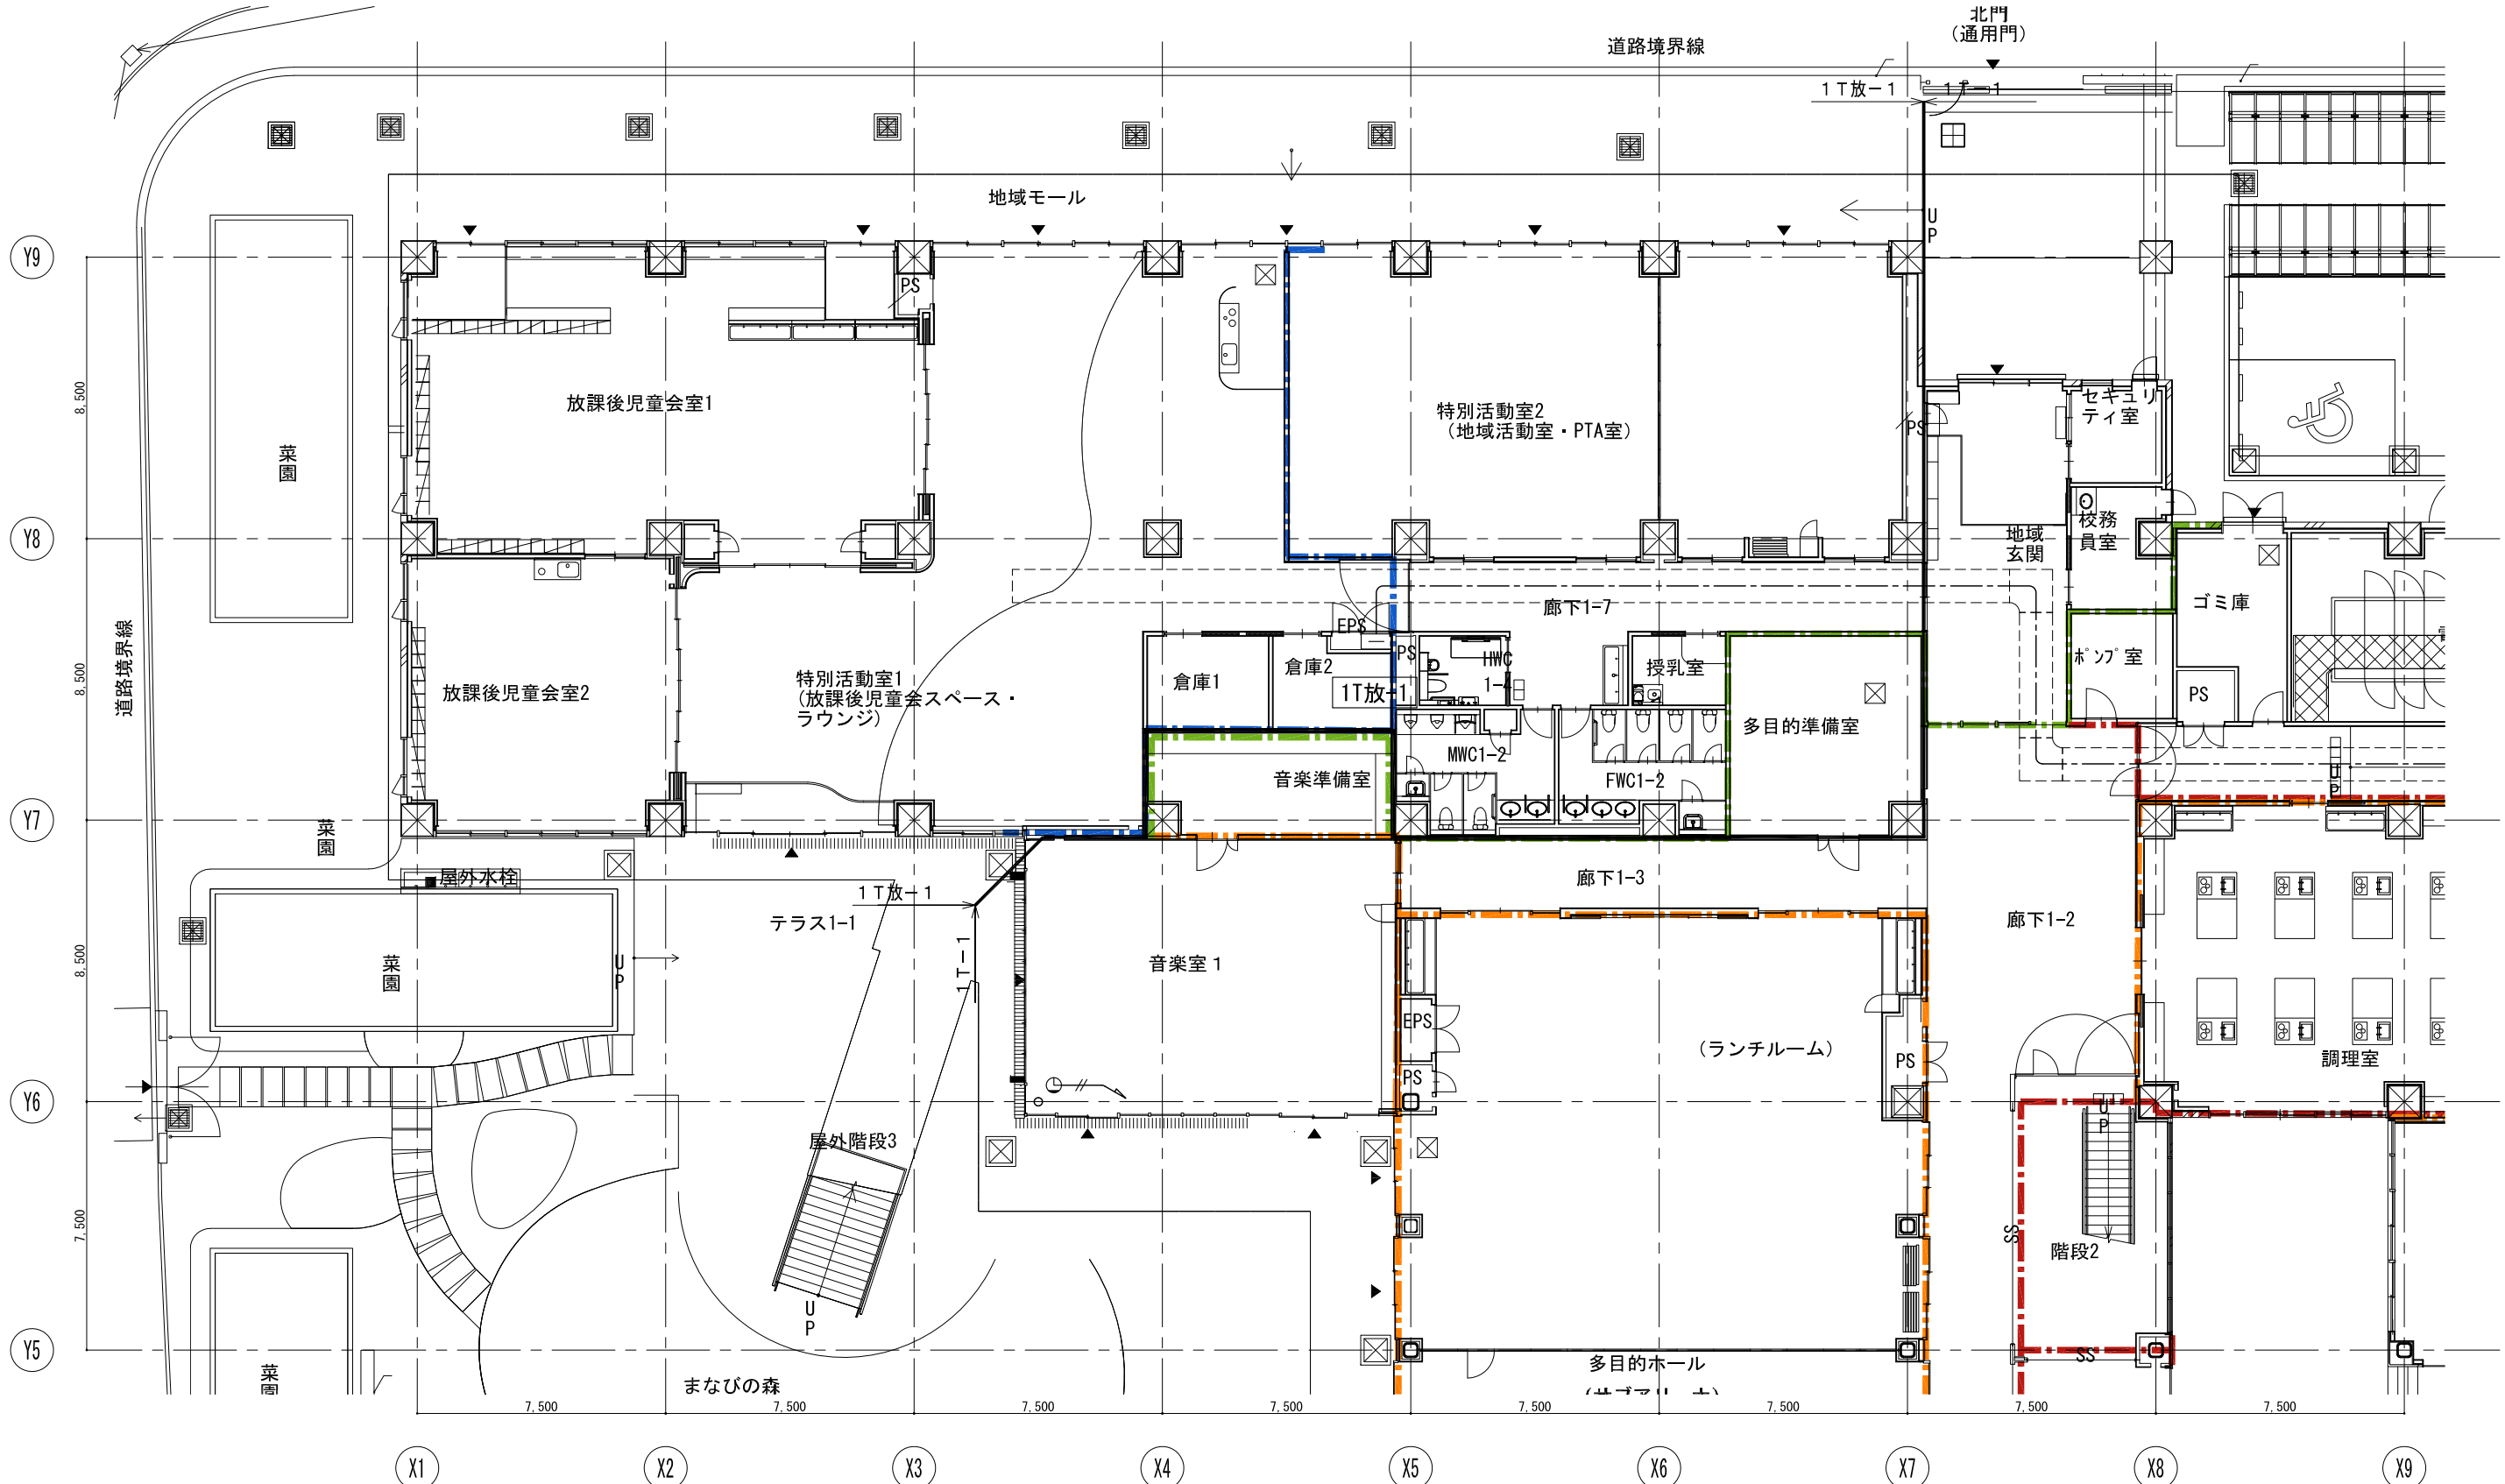 北門
（通用門）
道路境界線
1T放-1
1T-1
地域モール
UP
Y9
PS
8,500
放課後児童会室1
特別活動室2
（地域活動室・PTA室）
PS
セキュリ
ティ室
菜園
Y8
校務
員室
地域
玄関
ゴミ庫
廊下1-7
EPS
PS
HWC
1-4
授乳室
倉庫1
倉庫2
1T放-1
ポンプ室
PS
8,500
道路境界線
放課後児童会室2
特別活動室1
（放課後児童会スペース・
ラウンジ）
多目的準備室
MWC1-2
FWC1-2
音楽準備室
UP
Y7
菜園
屋外水栓
1T放-1
テラス1-1
1T-1
廊下1-3
廊下1-2
8,500
菜園
UP
音楽室1
EPS
（ランチルーム）
PS
調理室
PS
Y6
UP
屋外階段3
7,500
SS
階段2
UP
Y5
SS
菜園
まなびの森
多目的ホール
（サブアリーナ）
7,500
7,500
7,500
7,500
7,500
7,500
7,500
7,500
X1
X2
X3
X4
X5
X6
X7
X8
X9